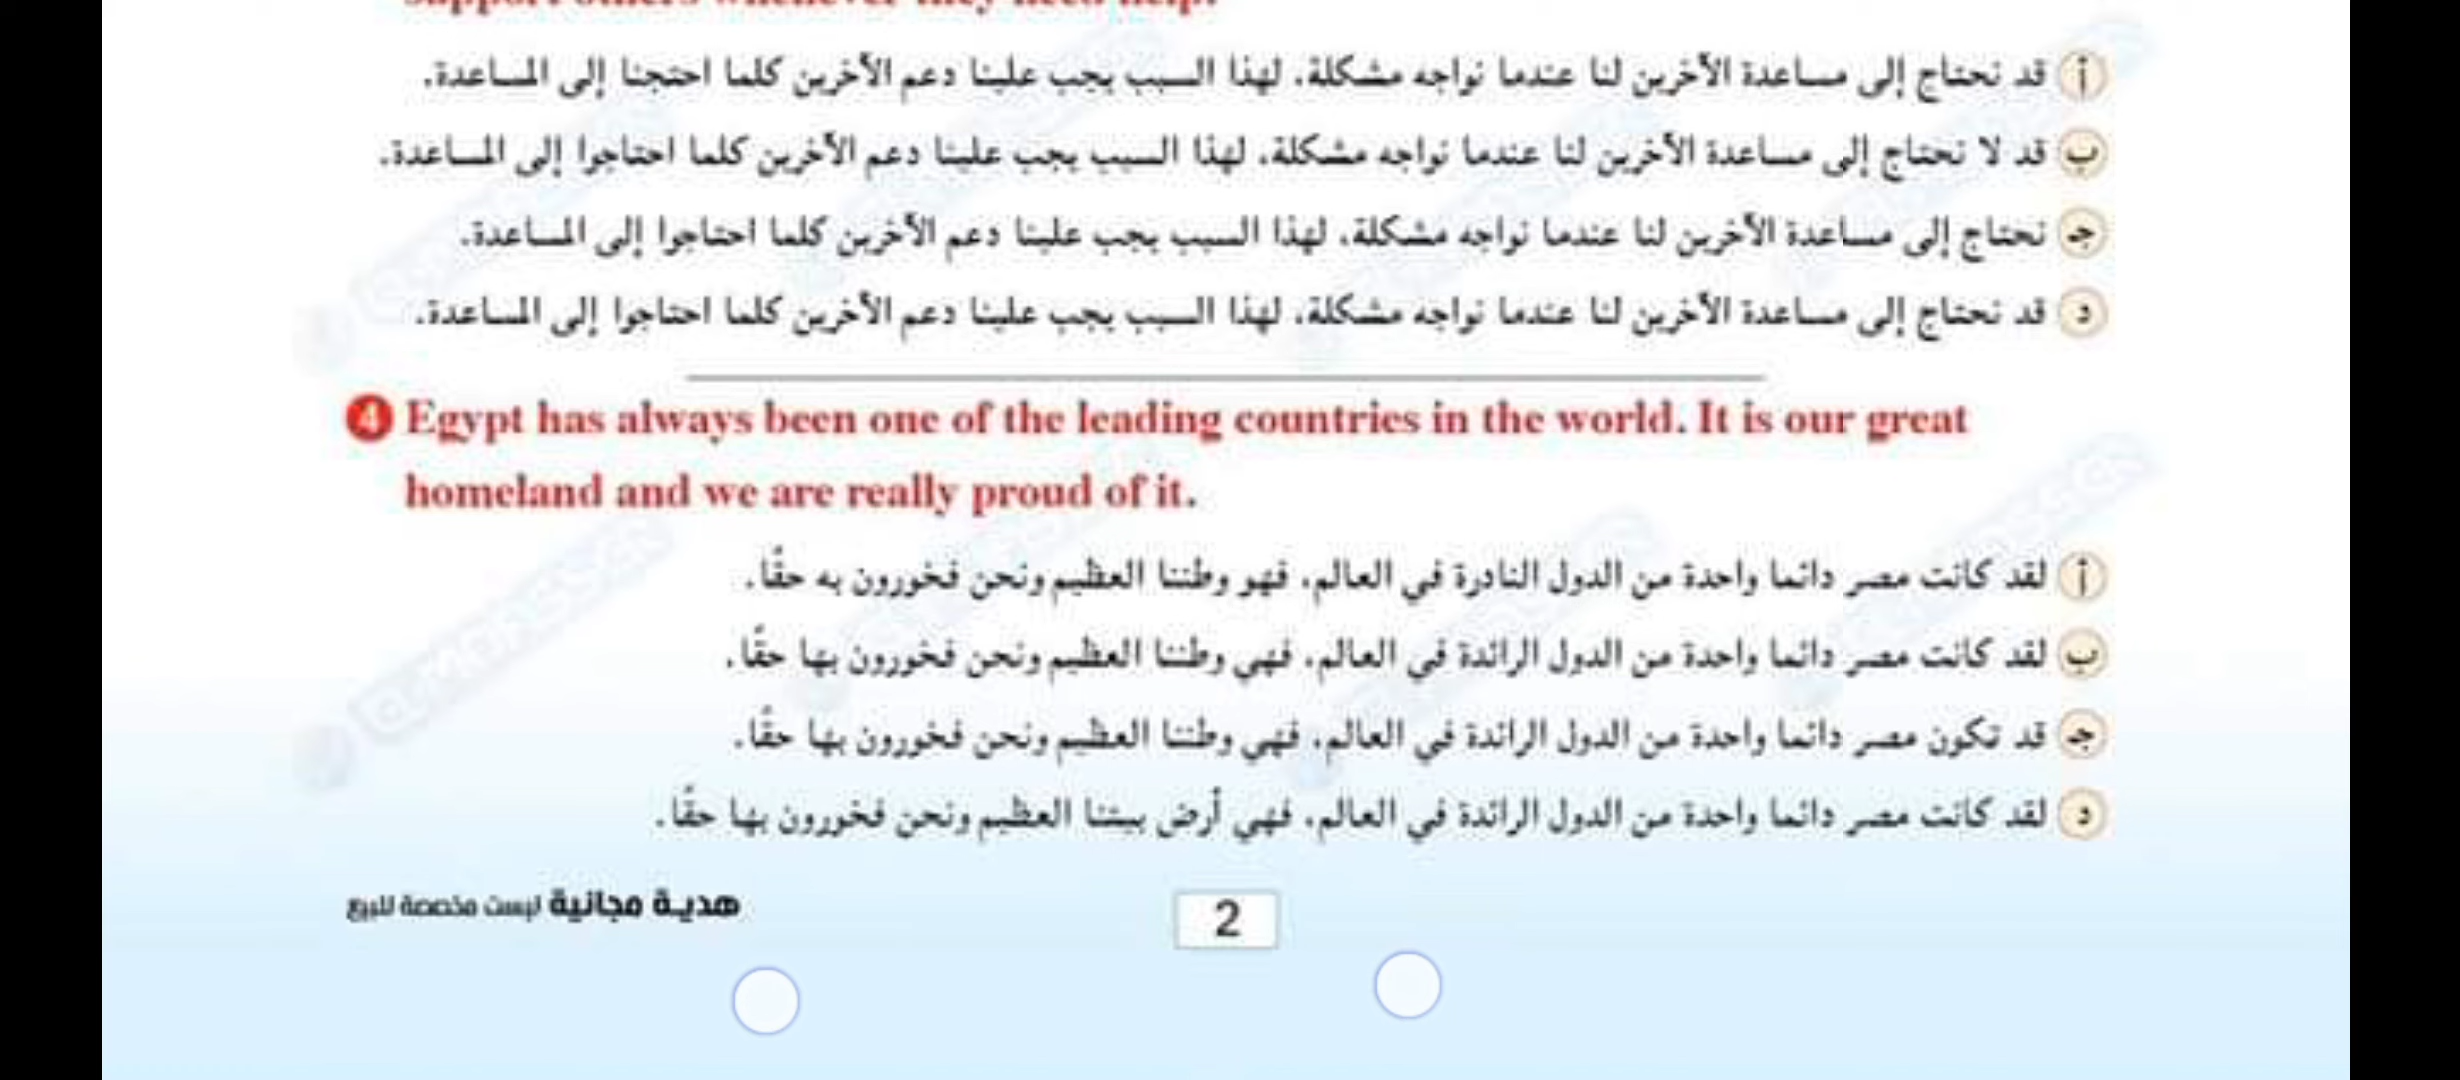 support others whenever they need help.
أ قد نحتاج إلى مساعدة الآخرين لنا عندما نواجه مشكلة، لهذا السبب يجب علينا دعم الآخرين كلما احتجنا إلى المساعدة.
ب قد لا نحتاج إلى مساعدة الآخرين لنا عندما نواجه مشكلة، لهذا السبب يجب علينا دعم الآخرين كلما احتاجوا إلى المساعدة.
جـ نحتاج إلى مساعدة الآخرين لنا عندما نواجه مشكلة، لهذا السبب يجب علينا دعم الآخرين كلما احتاجوا إلى المساعدة.
د قد نحتاج إلى مساعدة الآخرين لنا عندما نواجه مشكلة، لهذا السبب يجب علينا دعم الآخرين كلما احتاجوا إلى المساعدة.
4 Egypt has always been one of the leading countries in the world. It is our great
homeland and we are really proud of it.
أ لقد كانت مصر دائما واحدة من الدول النادرة في العالم، فهو وطننا العظيم ونحن فخورون به حقًا.
ب لقد كانت مصر دائما واحدة من الدول الرائدة في العالم، فهي وطننا العظيم ونحن فخورون بها حقًا.
جـ قد تكون مصر دائما واحدة من الدول الرائدة في العالم، فهي وطننا العظيم ونحن فخورون بها حقًا.
د لقد كانت مصر دائما واحدة من الدول الرائدة في العالم، فهي أرض بيتنا العظيم ونحن فخورون بها حقًا.
هدية مجانية ليست مخصصة للبيع
2